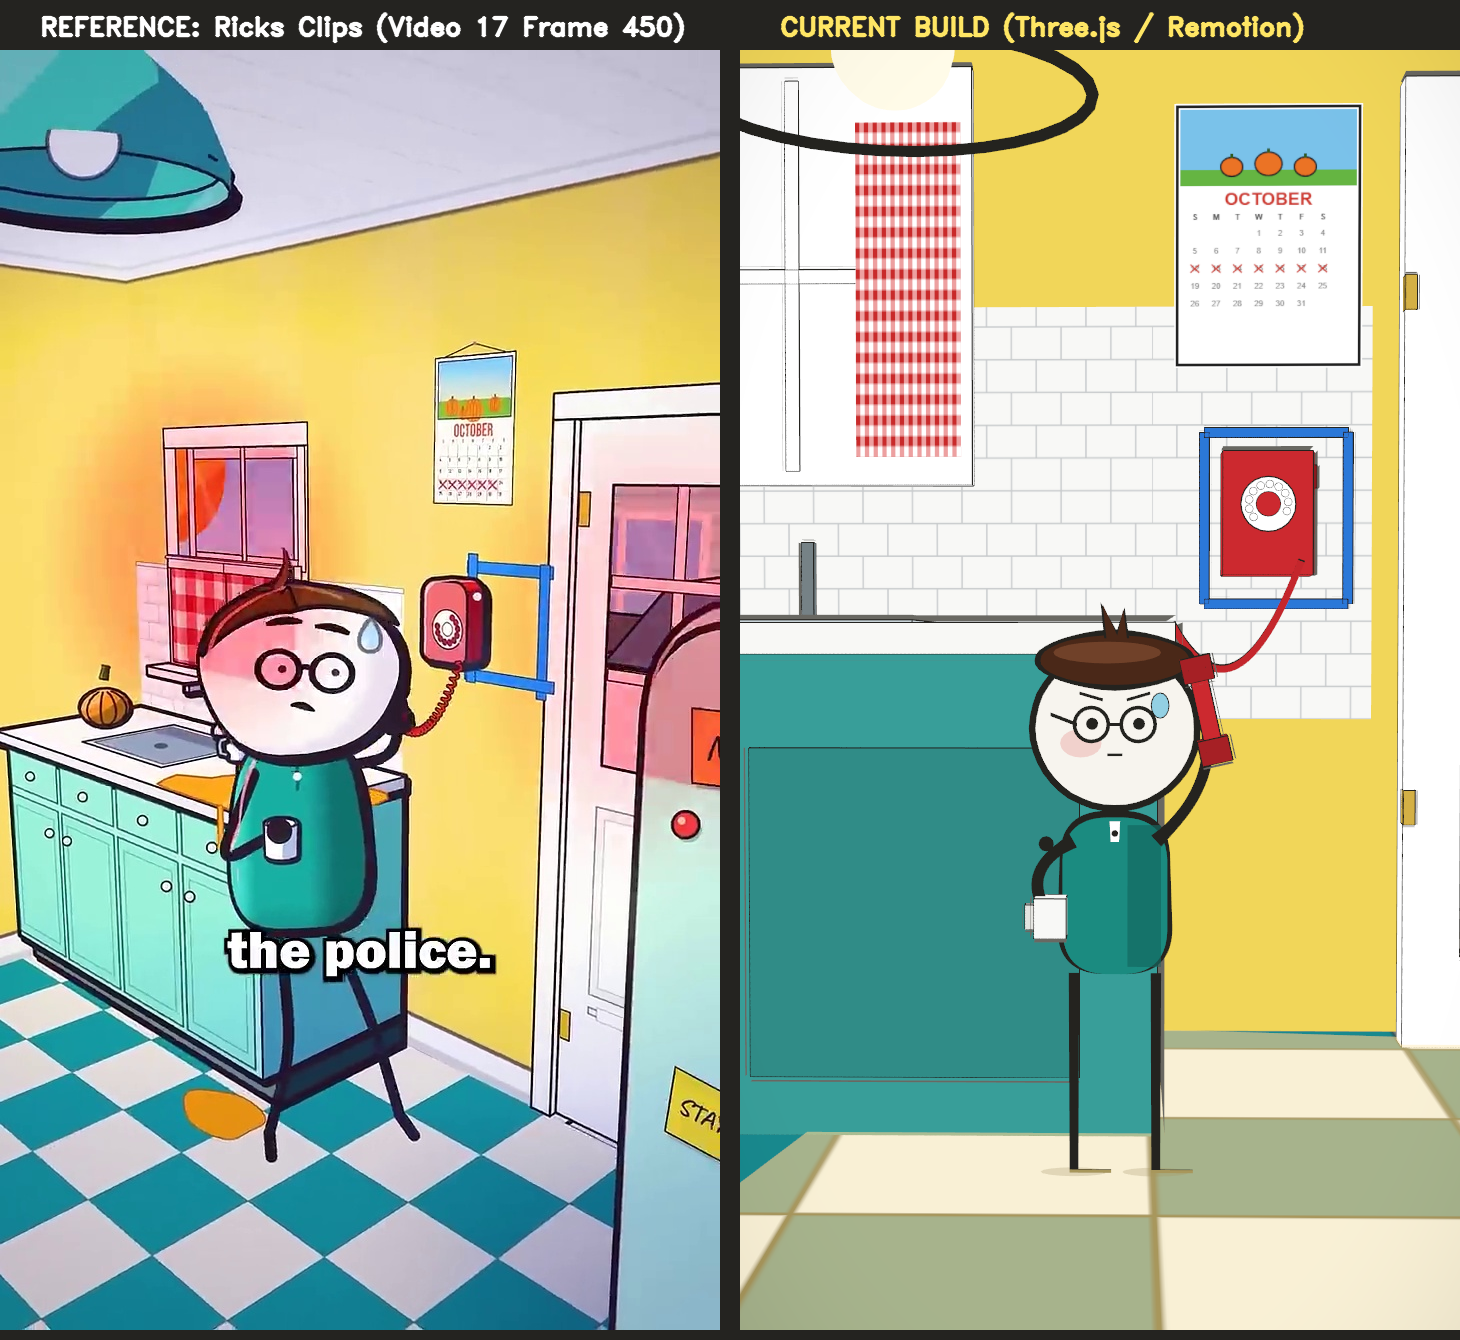 REFERENCE: Ricks Clips (Video 17 Frame 450)
CURRENT BUILD (Three.js / Remotion)
OCTOBER
the police.
STA
OCTOBER
S M T W T F S
1 2 3 4
5 6 7 8 9 10 11
19 20 21 22 23 24 25
26 27 28 29 30 31